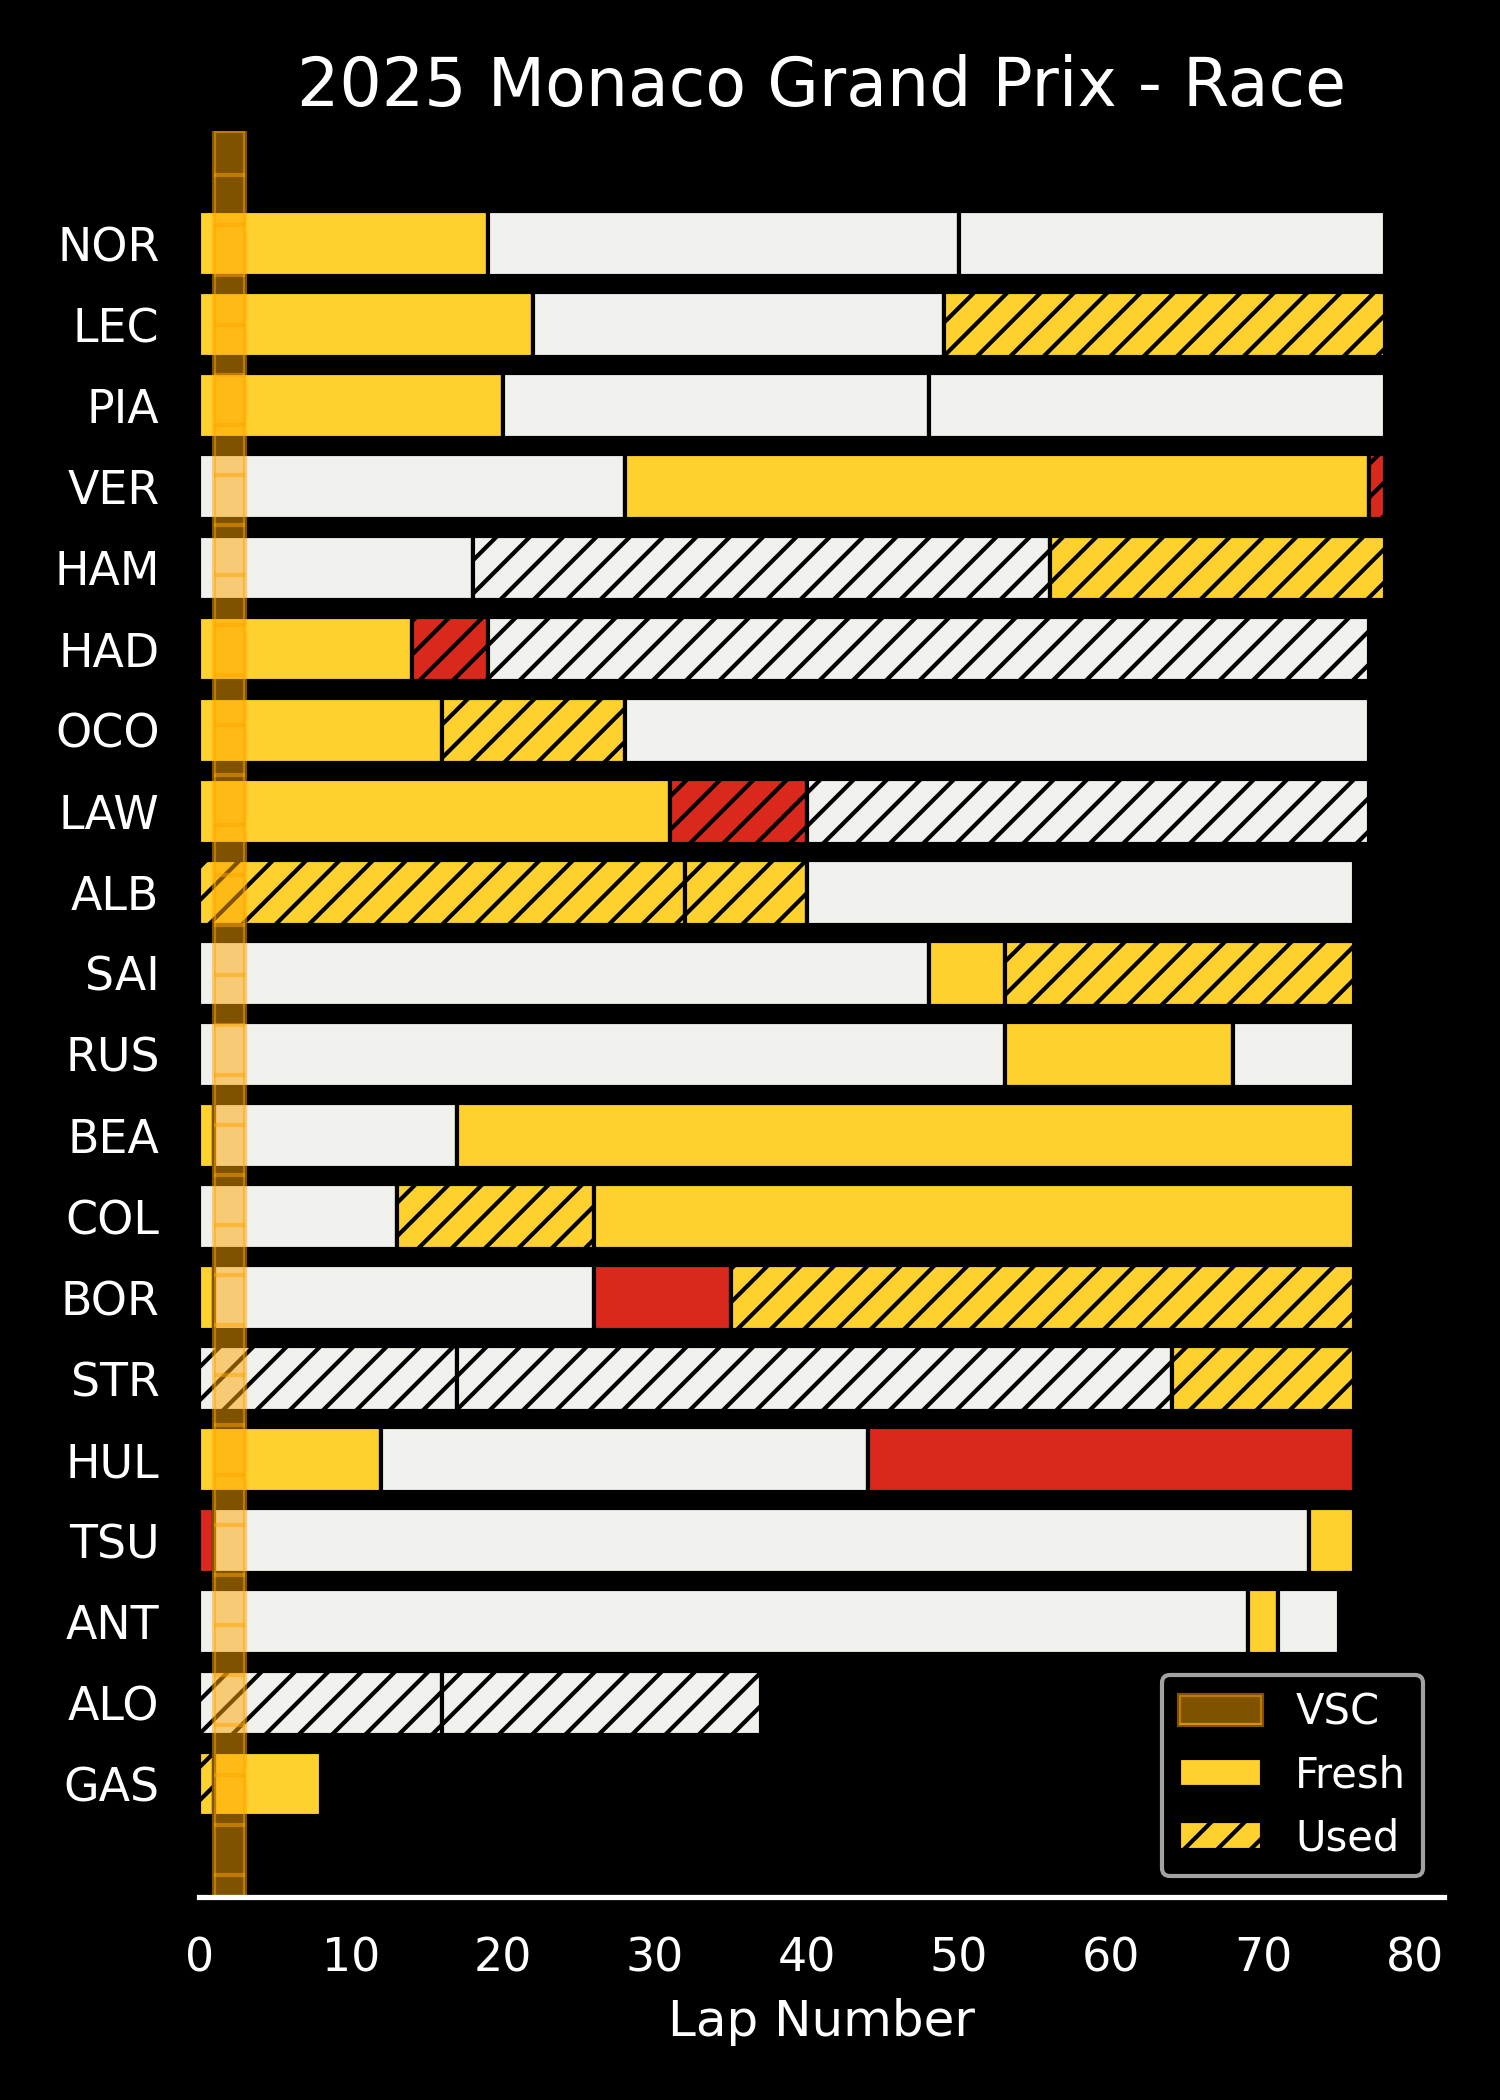 2025 Monaco Grand Prix - Race
NOR
LEC
PIA
VER
HAM
HAD
OCO
LAW
ALB
SAI
RUS
BEA
COL
BOR
STR
HUL
TSU
ANT
ALO
GAS
VSC
Fresh
Used
0 10 20 30 40 50 60 70 80
Lap Number